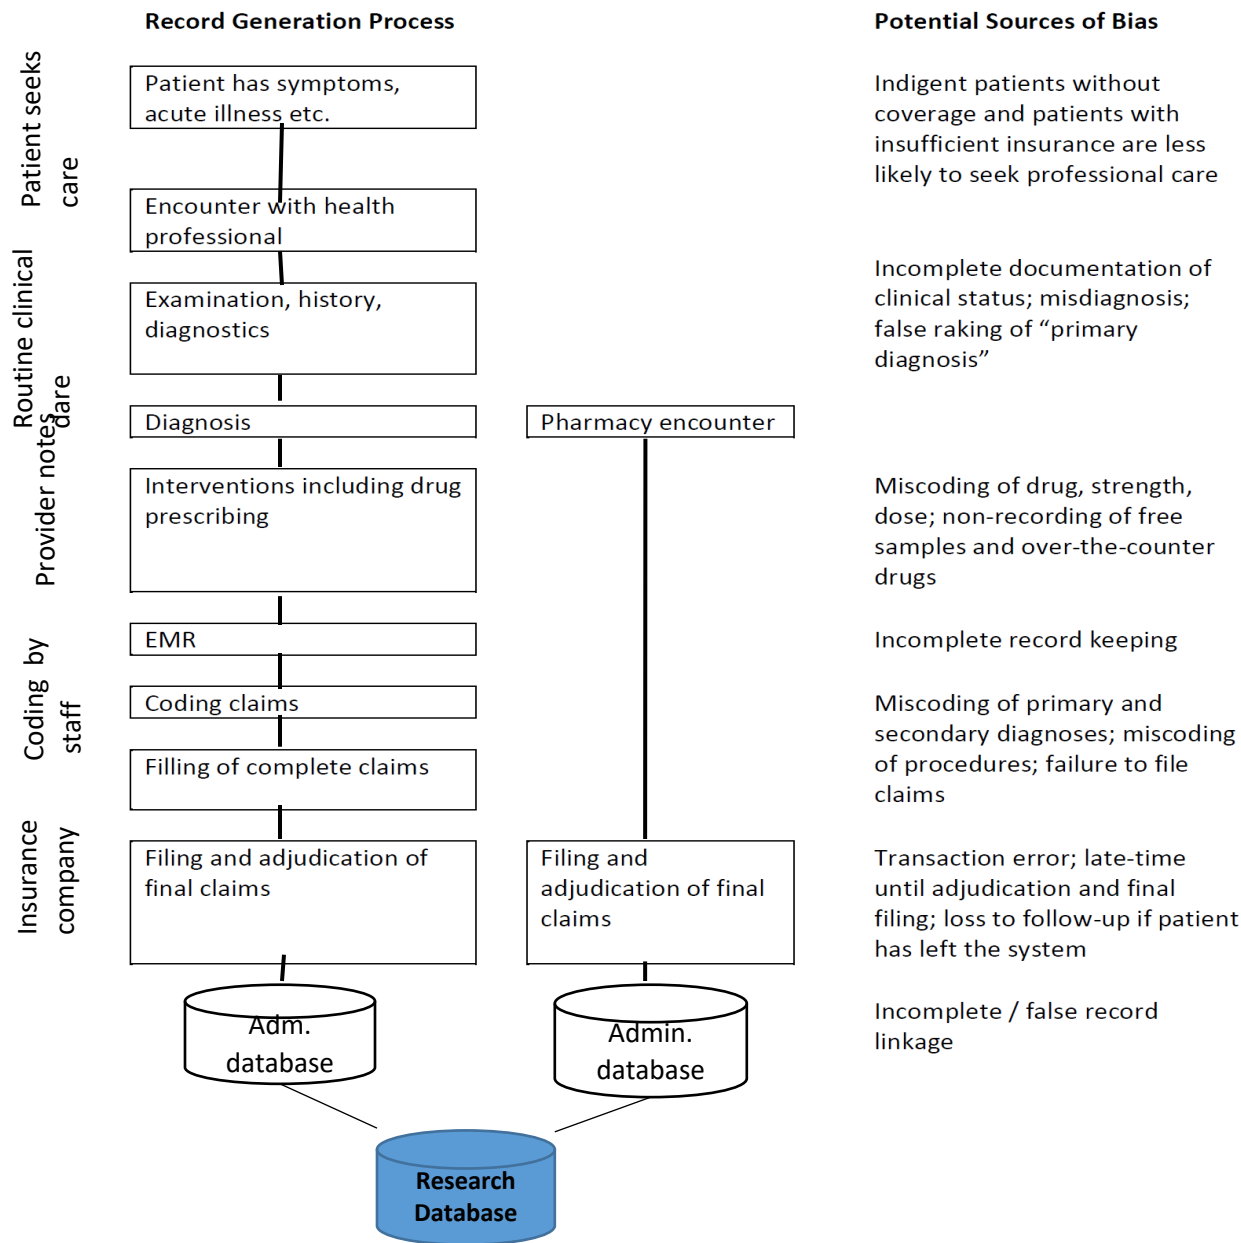 Record Generation Process
Potential Sources of Bias
Patient seeks
care
Patient has symptoms,
acute illness etc.
Indigent patients without
coverage and patients with
insufficient insurance are less
likely to seek professional care
Encounter with health
professional
Routine clinical
dare
Examination, history,
diagnostics
Incomplete documentation of
clinical status; misdiagnosis;
false raking of “primary
diagnosis”
Diagnosis
Pharmacy encounter
Provider notes
Interventions including drug
prescribing
Miscoding of drug, strength,
dose; non-recording of free
samples and over-the-counter
drugs
EMR
Incomplete record keeping
Coding by
staff
Coding claims
Miscoding of primary and
secondary diagnoses; miscoding
of procedures; failure to file
claims
Filling of complete claims
Insurance
company
Filing and adjudication of
final claims
Filing and
adjudication of final
claims
Transaction error; late-time
until adjudication and final
filing; loss to follow-up if patient
has left the system
Adm.
database
Admin.
database
Incomplete / false record
linkage
Research
Database